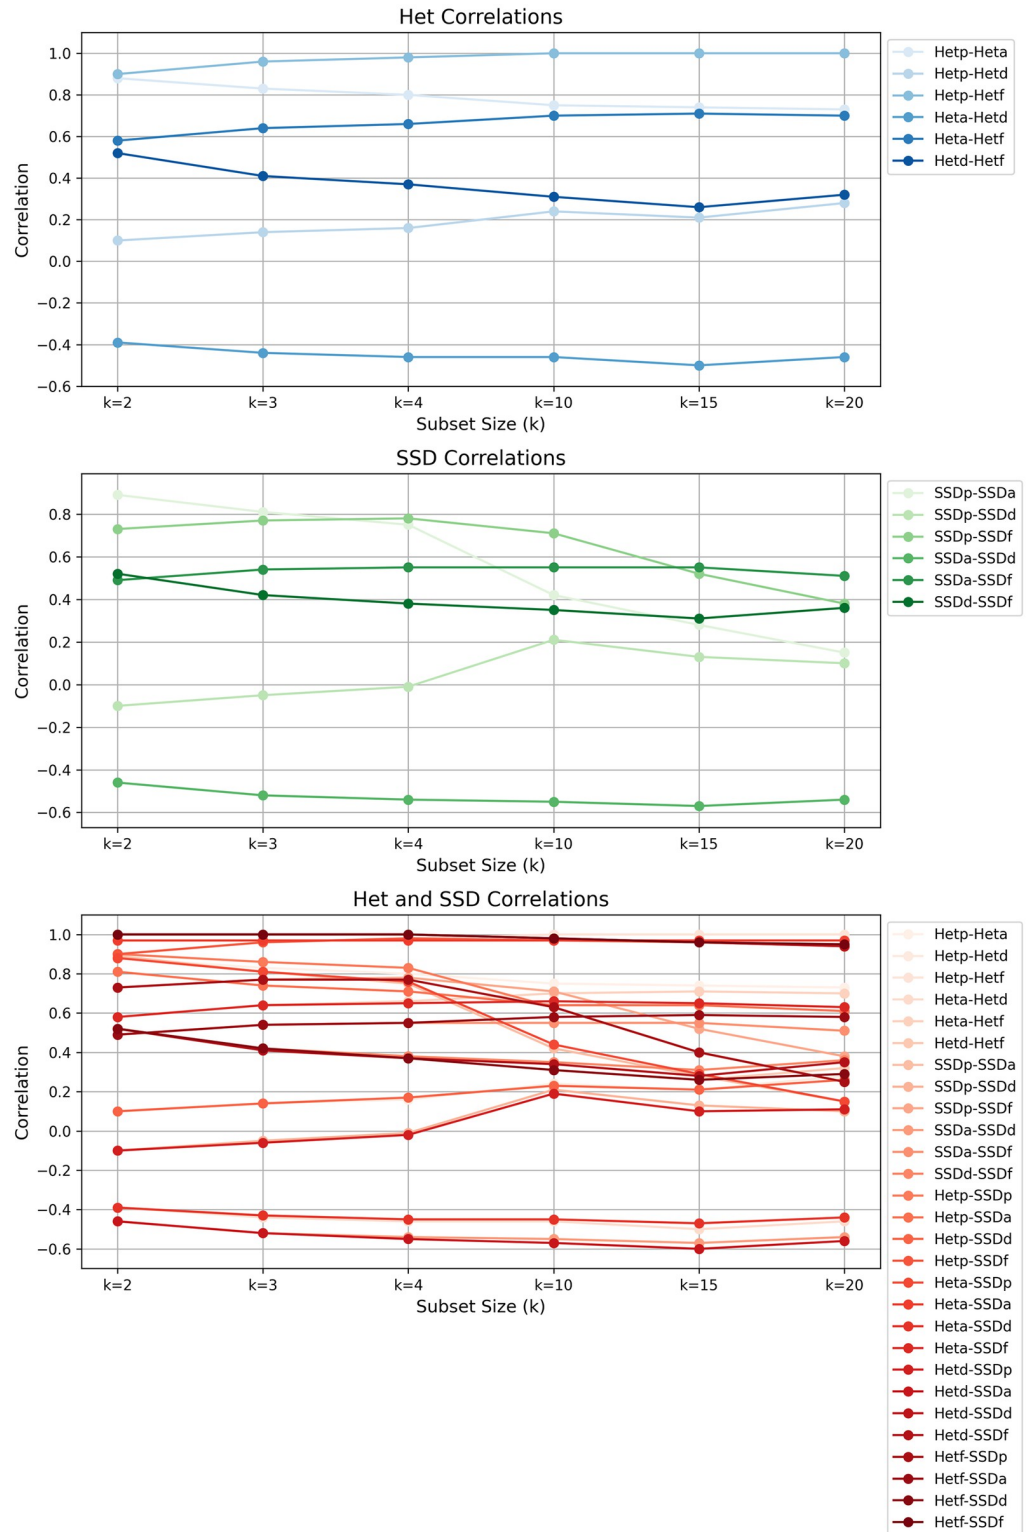 Het Correlations
1.0
0.8
0.6
0.4
0.2
0.0
−0.2
−0.4
−0.6
Correlation
k=2 k=3 k=4 k=10 k=15 k=20
Subset Size (k)
Hetp-Heta
Hetp-Hetd
Hetp-Hetf
Heta-Hetd
Heta-Hetf
Hetd-Hetf
SSD Correlations
0.8
0.6
0.4
0.2
0.0
−0.2
−0.4
−0.6
Correlation
k=2 k=3 k=4 k=10 k=15 k=20
Subset Size (k)
SSDp-SSDa
SSDp-SSDd
SSDp-SSDf
SSDa-SSDd
SSDa-SSDf
SSDd-SSDf
Het and SSD Correlations
1.0
0.8
0.6
0.4
0.2
0.0
−0.2
−0.4
−0.6
Correlation
k=2 k=3 k=4 k=10 k=15 k=20
Subset Size (k)
Hetp-Heta
Hetp-Hetd
Hetp-Hetf
Heta-Hetd
Heta-Hetf
Hetd-Hetf
SSDp-SSDa
SSDp-SSDd
SSDp-SSDf
SSDa-SSDd
SSDa-SSDf
SSDd-SSDf
Hetp-SSDp
Hetp-SSDa
Hetp-SSDd
Hetp-SSDf
Heta-SSDp
Heta-SSDa
Heta-SSDd
Heta-SSDf
Hetd-SSDp
Hetd-SSDa
Hetd-SSDd
Hetd-SSDf
Hetf-SSDp
Hetf-SSDa
Hetf-SSDd
Hetf-SSDf